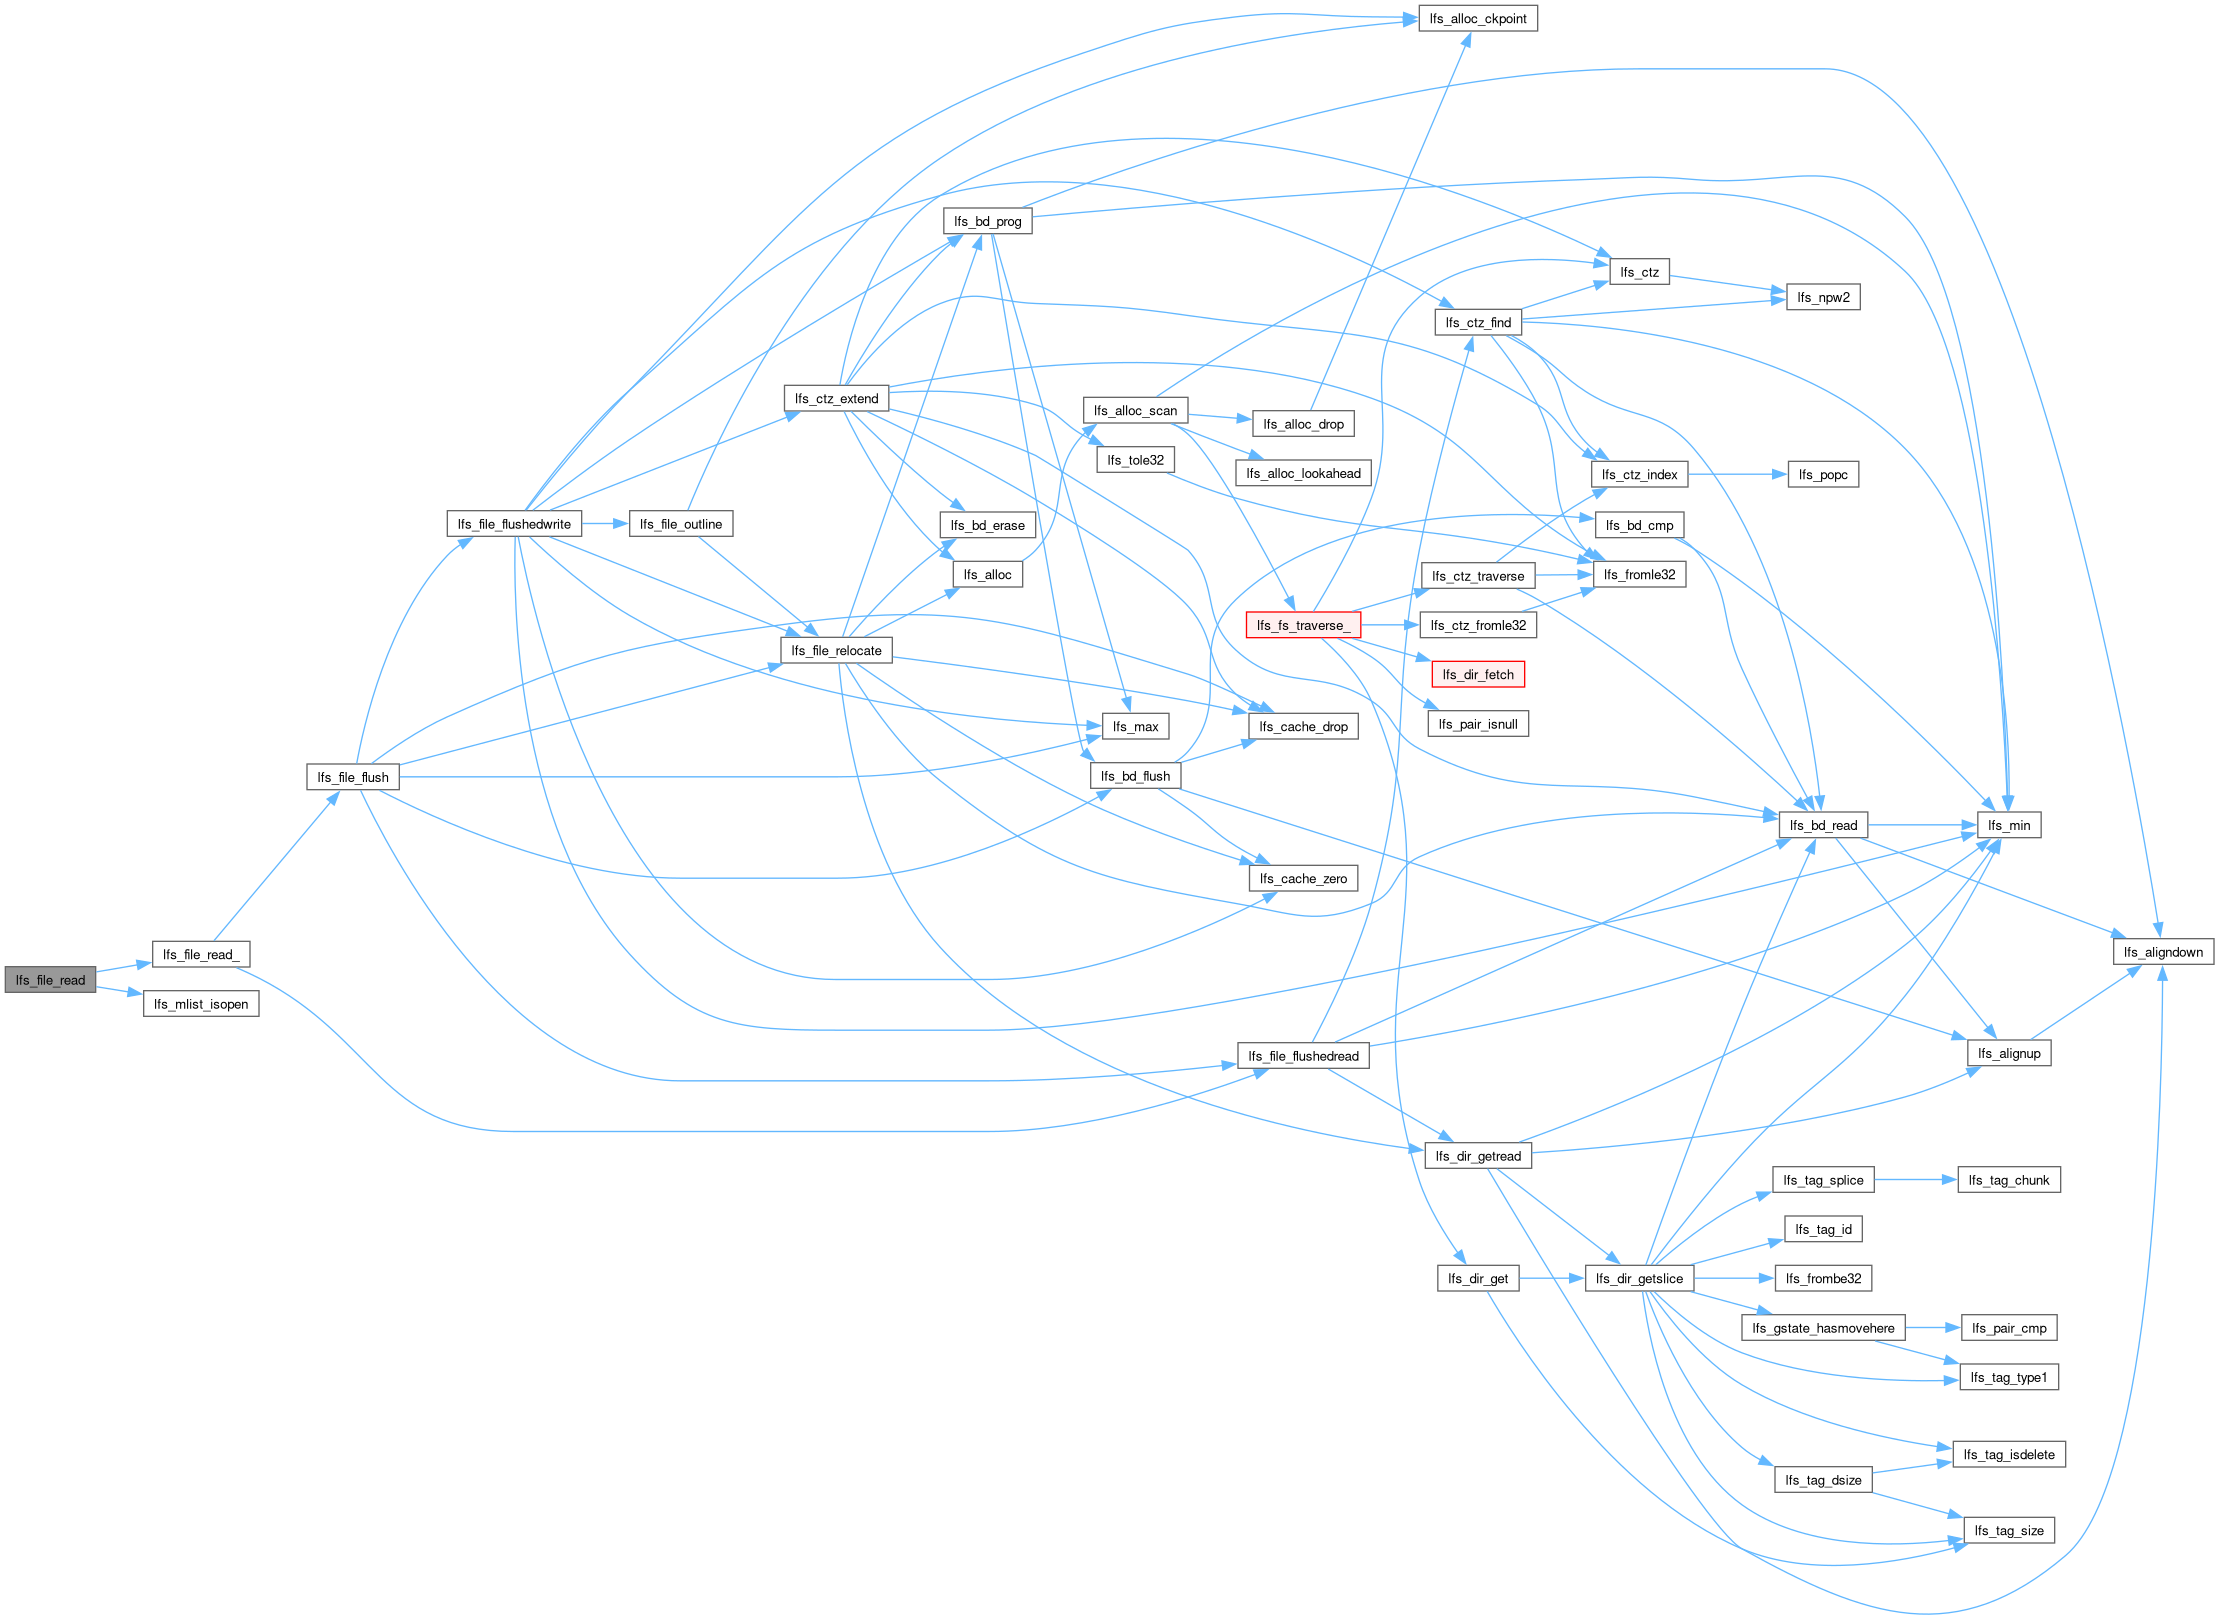 lfs_alloc_ckpoint
lfs_bd_prog
lfs_ctz
lfs_npw2
lfs_ctz_find
lfs_ctz_extend
lfs_alloc_scan
lfs_alloc_drop
lfs_tole32
lfs_alloc_lookahead
lfs_ctz_index
lfs_popc
lfs_file_flushedwrite
lfs_file_outline
lfs_bd_erase
lfs_bd_cmp
lfs_alloc
lfs_ctz_traverse
lfs_fromle32
lfs_fs_traverse_
lfs_ctz_fromle32
lfs_file_relocate
lfs_dir_fetch
lfs_max
lfs_cache_drop
lfs_pair_isnull
lfs_file_flush
lfs_bd_flush
lfs_bd_read
lfs_min
lfs_cache_zero
lfs_file_read_
lfs_aligndown
lfs_file_read
lfs_mlist_isopen
lfs_file_flushedread
lfs_alignup
lfs_dir_getread
lfs_tag_splice
lfs_tag_chunk
lfs_tag_id
lfs_dir_get
lfs_dir_getslice
lfs_frombe32
lfs_gstate_hasmovehere
lfs_pair_cmp
lfs_tag_type1
lfs_tag_isdelete
lfs_tag_dsize
lfs_tag_size